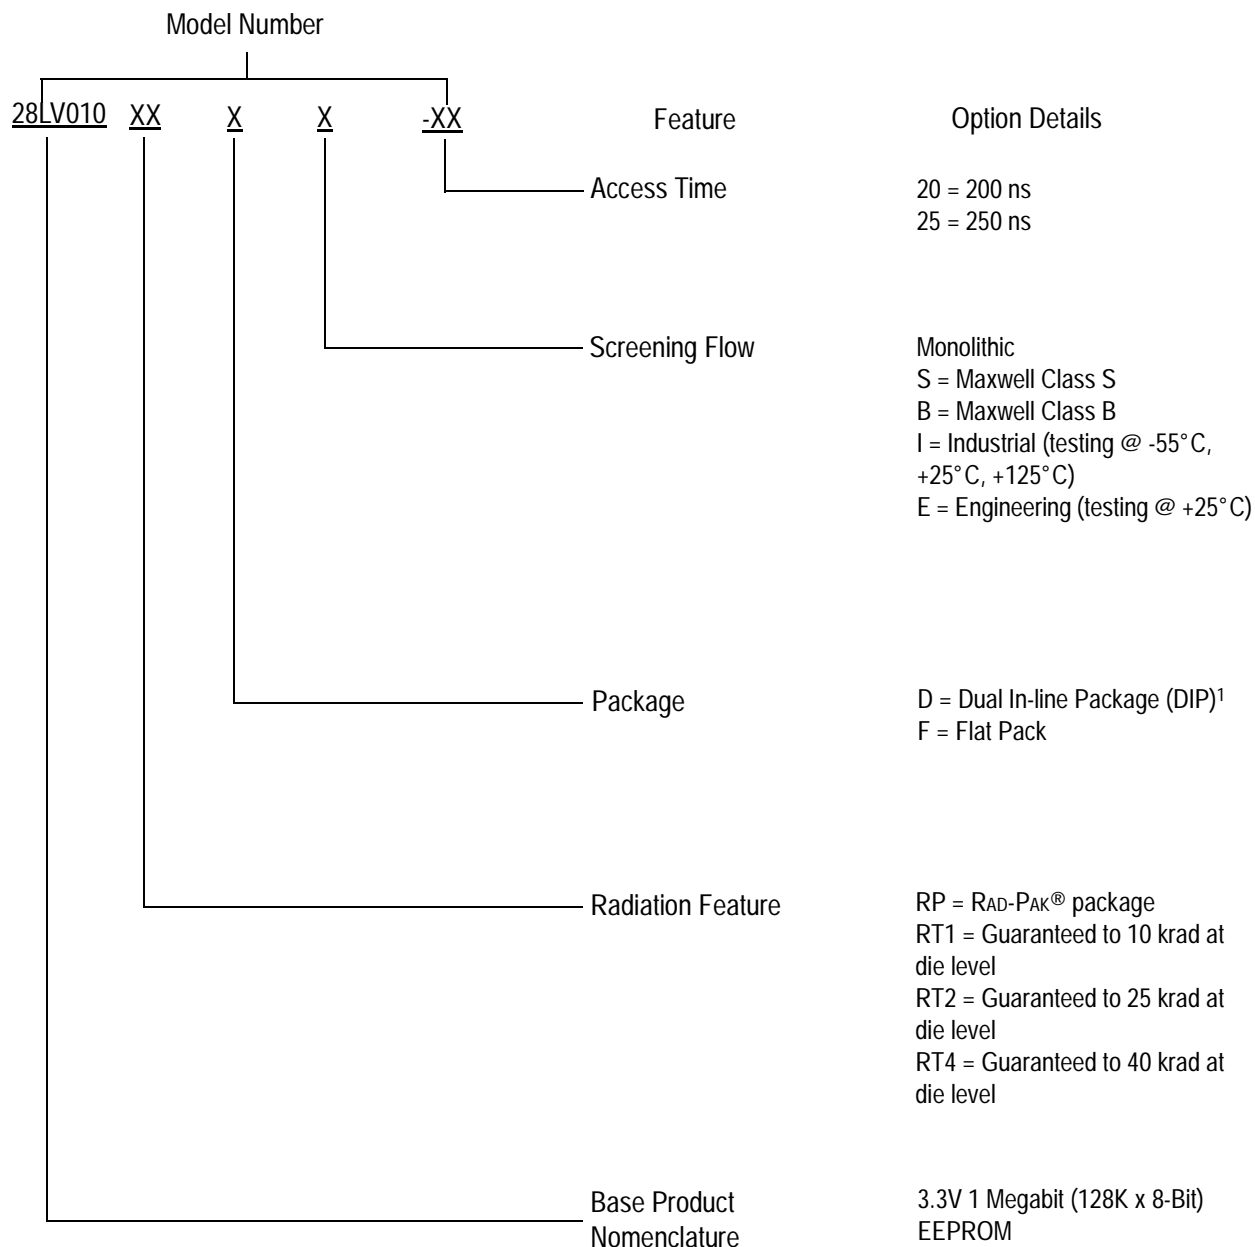 Model Number
28LV010 XX X X -XX Feature Option Details
Access Time 20 = 200 ns
25 = 250 ns
Screening Flow Monolithic
S = Maxwell Class S
B = Maxwell Class B
I = Industrial (testing @ -55°C,
+25°C, +125°C)
E = Engineering (testing @ +25°C)
Package D = Dual In-line Package (DIP)¹
F = Flat Pack
Radiation Feature RP = RAD-PAK® package
RT1 = Guaranteed to 10 krad at
die level
RT2 = Guaranteed to 25 krad at
die level
RT4 = Guaranteed to 40 krad at
die level
Base Product 3.3V 1 Megabit (128K x 8-Bit)
Nomenclature EEPROM